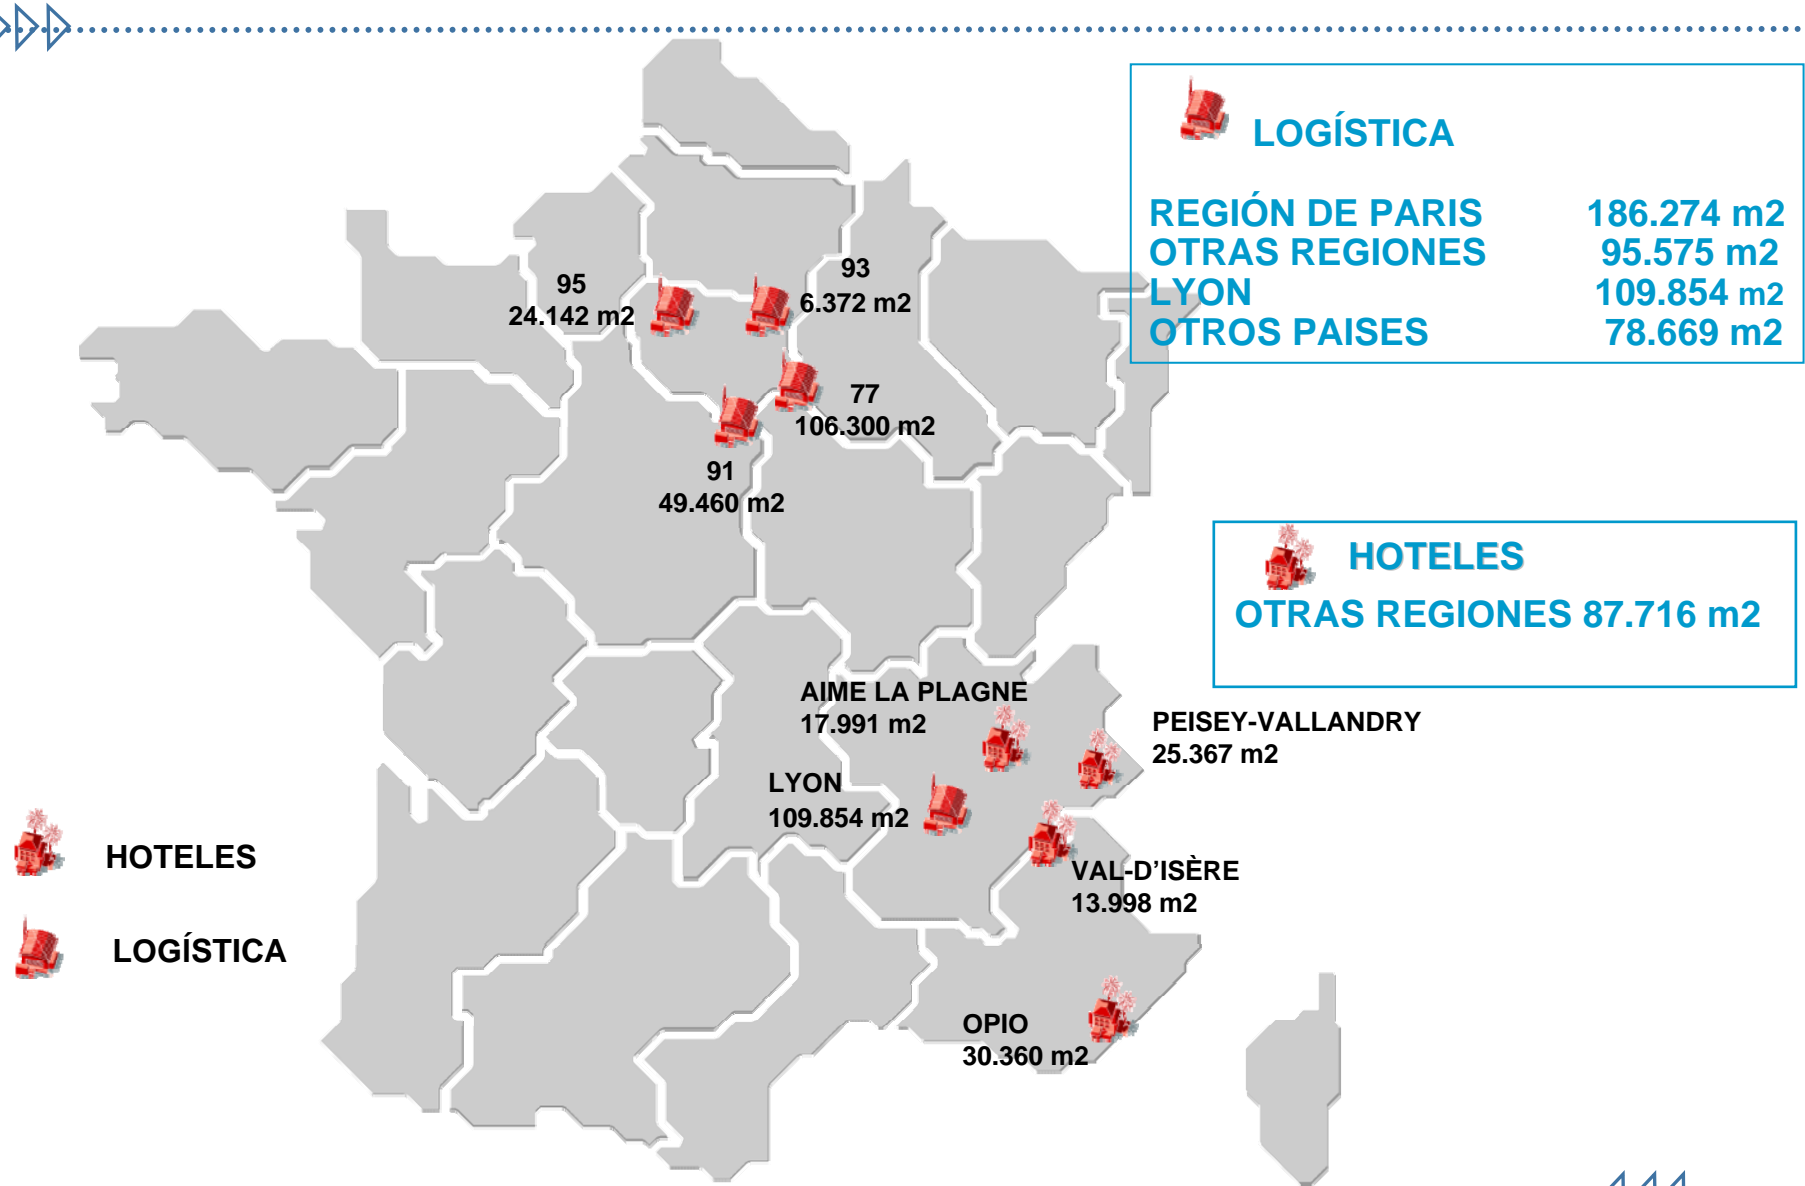 LOGÍSTICA
REGIÓN DE PARIS 186.274 m2
OTRAS REGIONES 95.575 m2
LYON 109.854 m2
OTROS PAISES 78.669 m2
95
24.142 m2
93
6.372 m2
77
106.300 m2
91
49.460 m2
HOTELES
OTRAS REGIONES 87.716 m2
AIME LA PLAGNE
17.991 m2
PEISEY-VALLANDRY
25.367 m2
LYON
109.854 m2
VAL-D'ISÈRE
13.998 m2
HOTELES
LOGÍSTICA
OPIO
30.360 m2